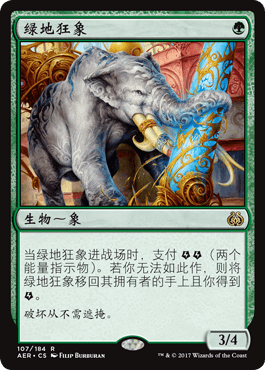 绿地狂象
生物～象
当绿地狂象进战场时，支付（两个
能量指示物）。若你无法如此作，则将
绿地狂象移回其拥有者的手上且你得到
。
破坏从不需遮掩。
3/4
107/184 R
AER • CS FILIP BURBURAN
™ & © 2017 Wizards of the Coast